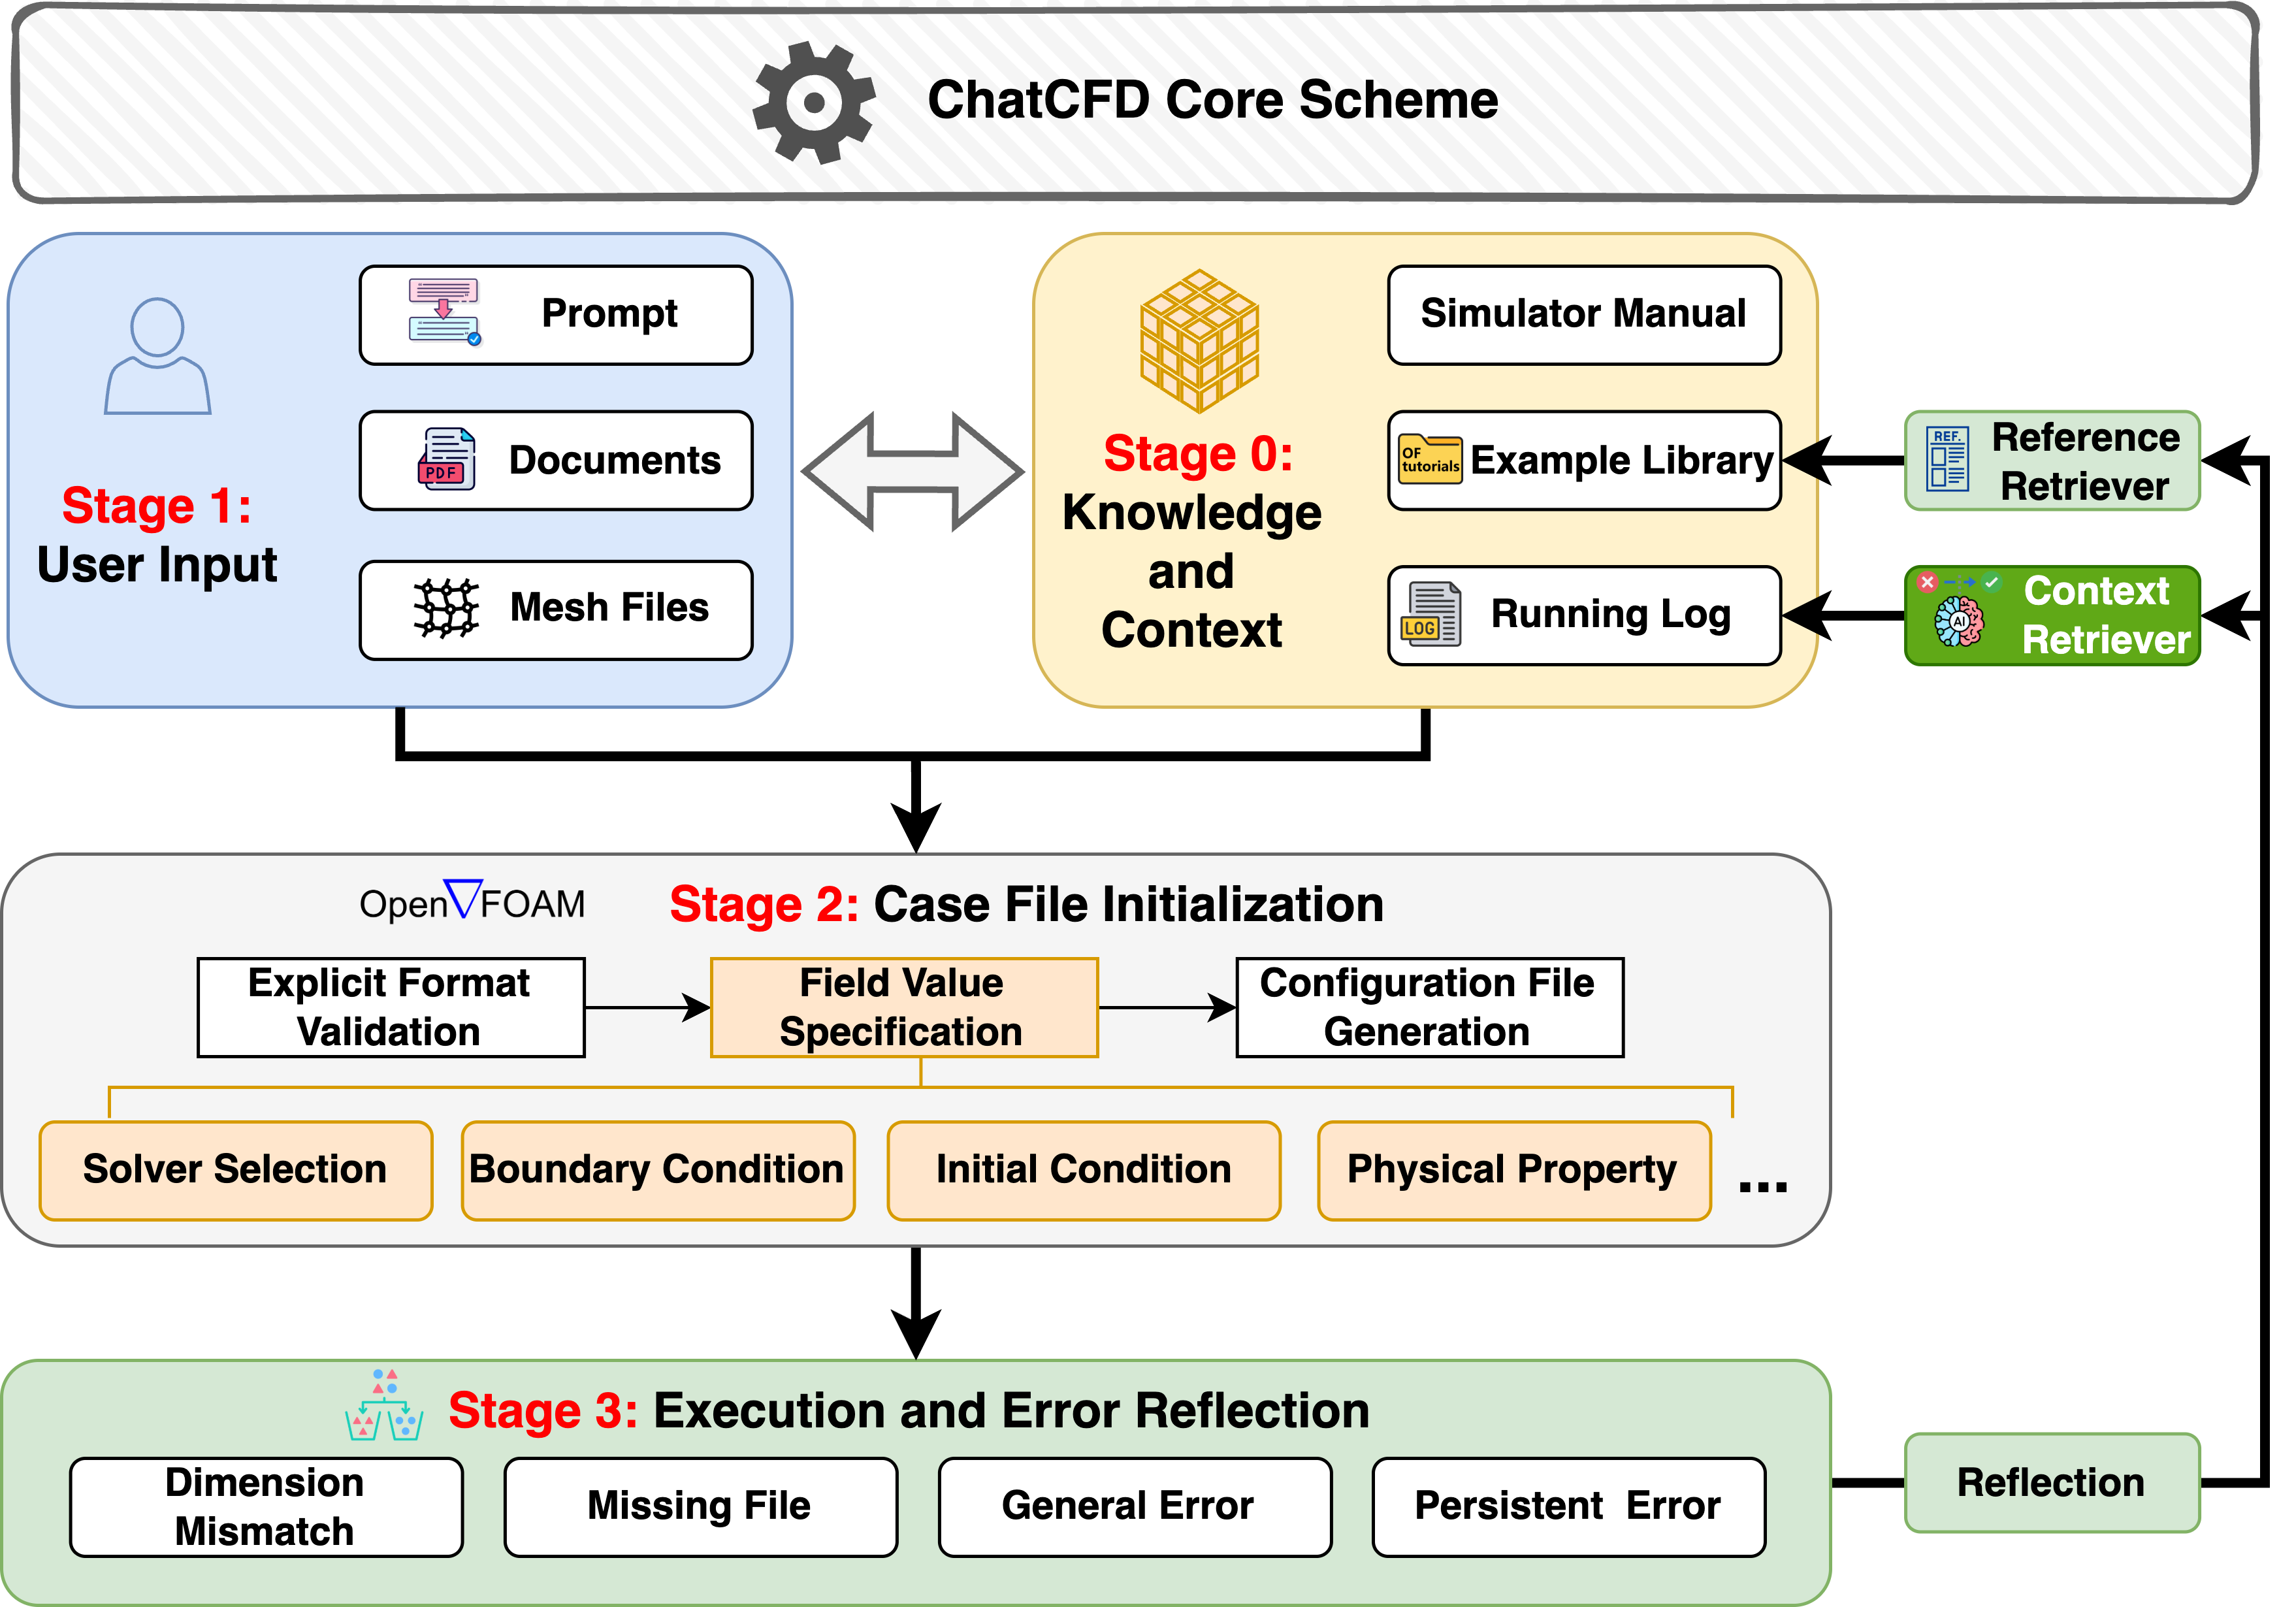 ChatCFD Core Scheme
Stage 1:
User Input
Prompt
PDF
Documents
Mesh Files
Stage 0:
Knowledge
and
Context
Simulator Manual
OF
tutorials
Example Library
LOG
Running Log
REF.
Reference
Retriever
AI
Context
Retriever
Open∇FOAM
Stage 2: Case File Initialization
Explicit Format
Validation
Field Value
Specification
Configuration File
Generation
Solver Selection
Boundary Condition
Initial Condition
Physical Property
...
Stage 3: Execution and Error Reflection
Dimension
Mismatch
Missing File
General Error
Persistent Error
Reflection